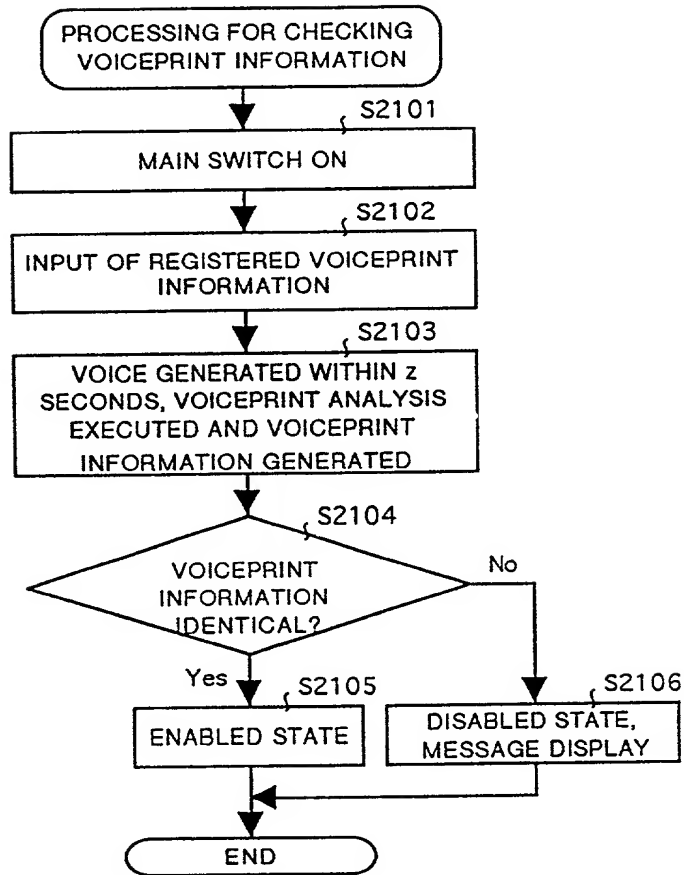 PROCESSING FOR CHECKING
VOICEPRINT INFORMATION
S2101
MAIN SWITCH ON
S2102
INPUT OF REGISTERED VOICEPRINT
INFORMATION
S2103
VOICE GENERATED WITHIN z
SECONDS, VOICEPRINT ANALYSIS
EXECUTED AND VOICEPRINT
INFORMATION GENERATED
S2104
VOICEPRINT
INFORMATION
IDENTICAL?
No
Yes
S2105
ENABLED STATE
S2106
DISABLED STATE,
MESSAGE DISPLAY
END